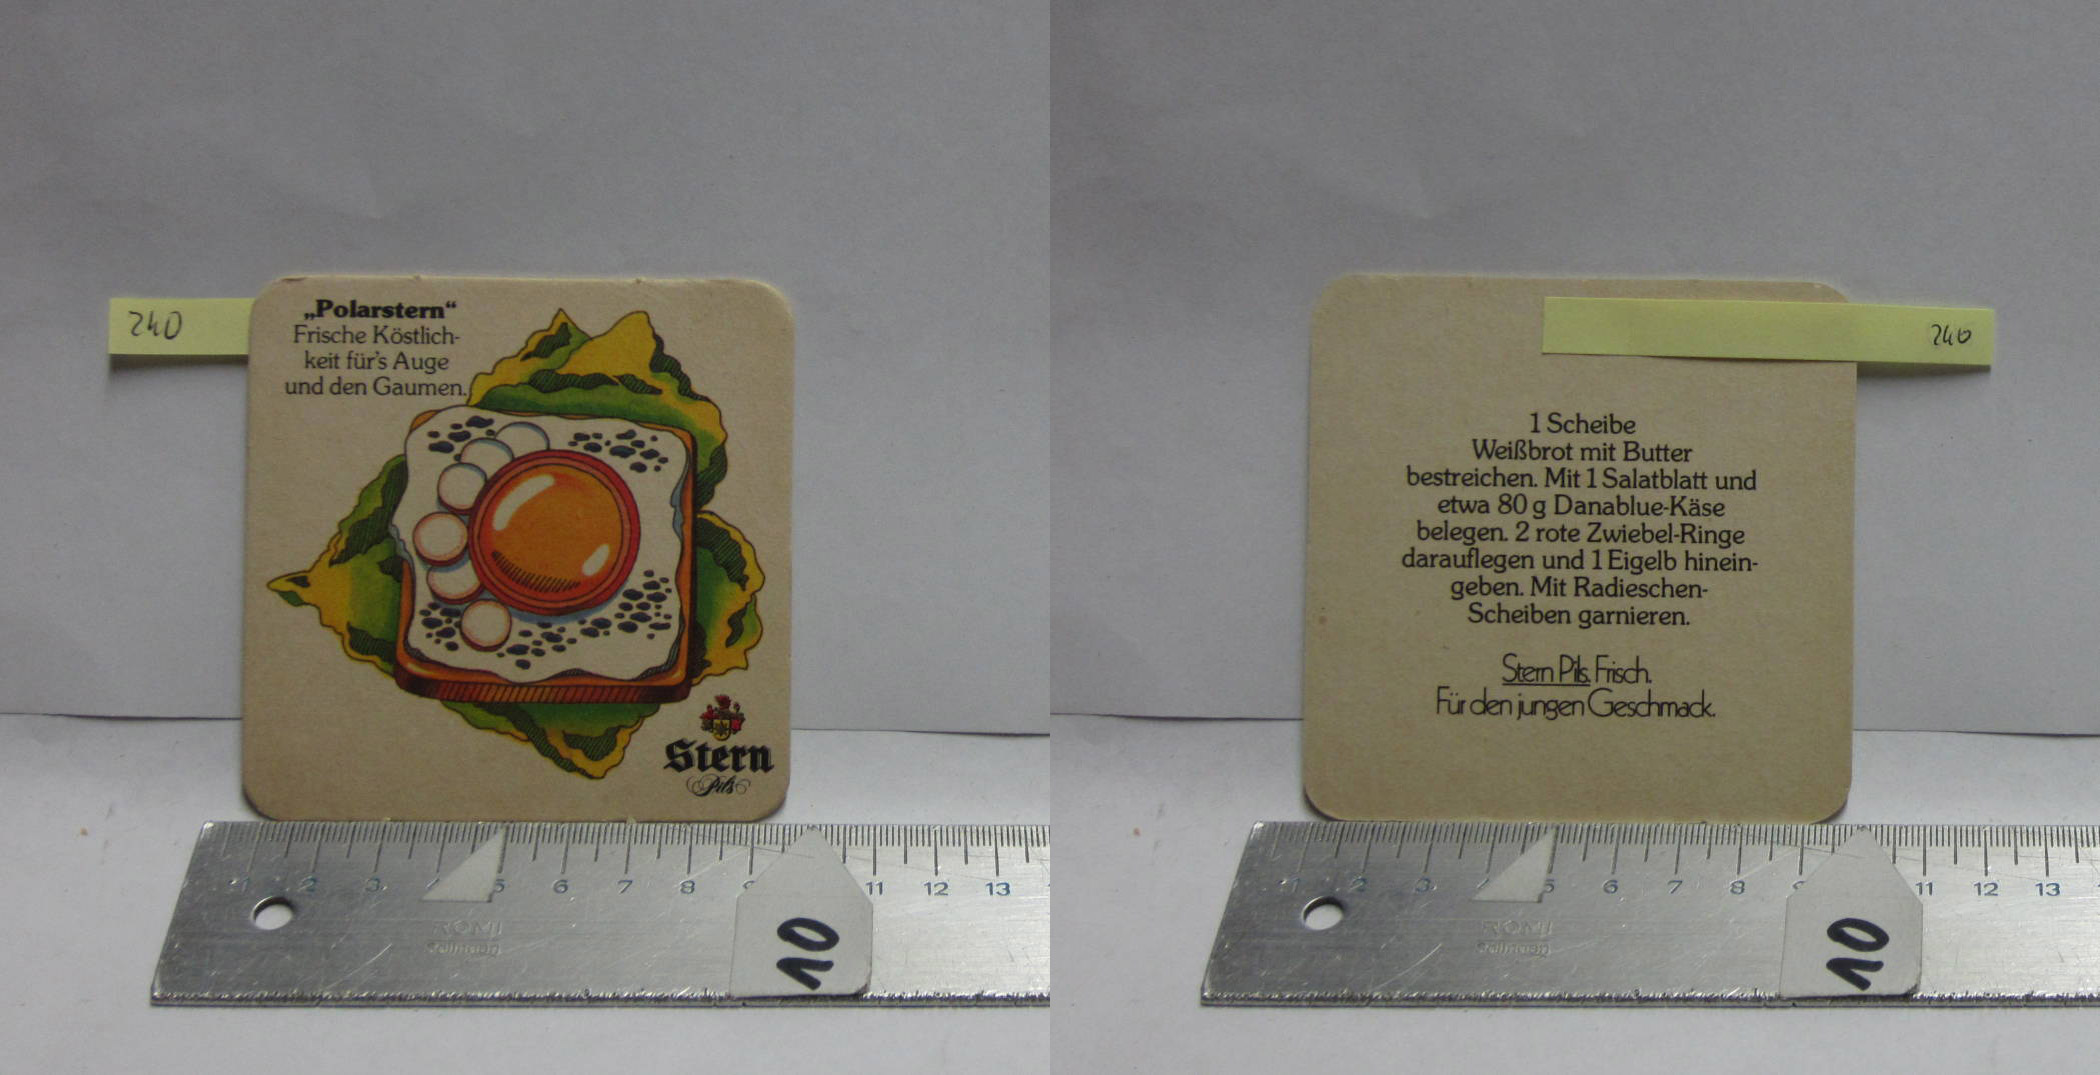 240
„Polarstern“
Frische Köstlich-
keit für's Auge
und den Gaumen.
Stern
Pils
1 2 3 4 5 6 7 8 9 11 12 13
10
240
1 Scheibe
Weißbrot mit Butter
bestreichen. Mit 1 Salatblatt und
etwa 80 g Danablue-Käse
belegen. 2 rote Zwiebel-Ringe
darauflegen und 1 Eigelb hinein-
geben. Mit Radieschen-
Scheiben garnieren.
Stern Pils. Frisch.
Für den jungen Geschmack.
1 2 3 4 5 6 7 8 9 11 12 13
10